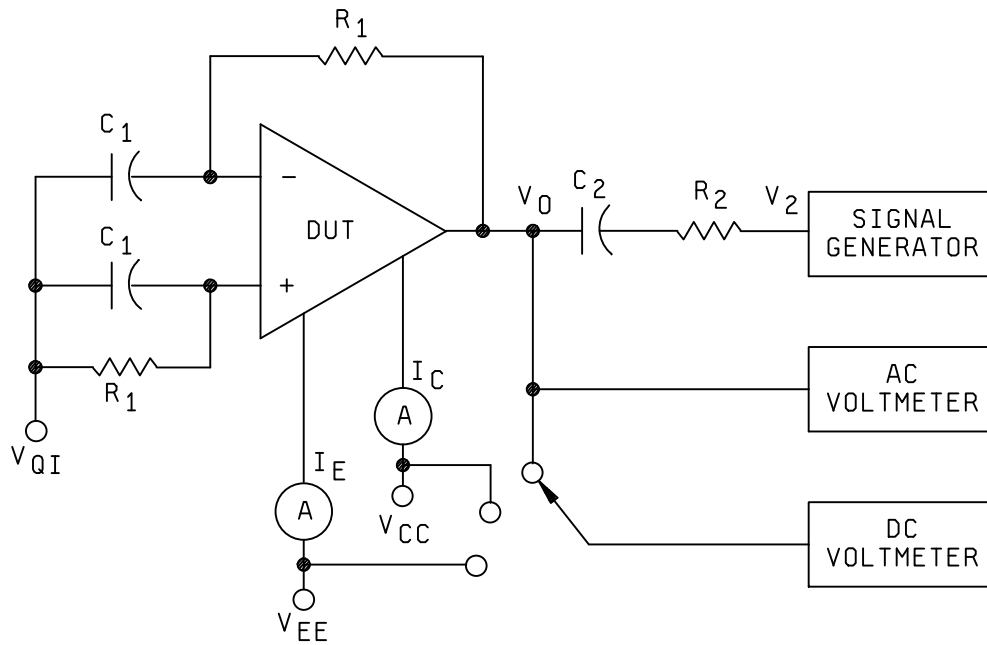 R1
C1
−
DUT
VO
C2
R2
V2
SIGNAL
GENERATOR
C1
+
R1
IC
A
AC
VOLTMETER
VQI
IE
A
VCC
DC
VOLTMETER
VEE